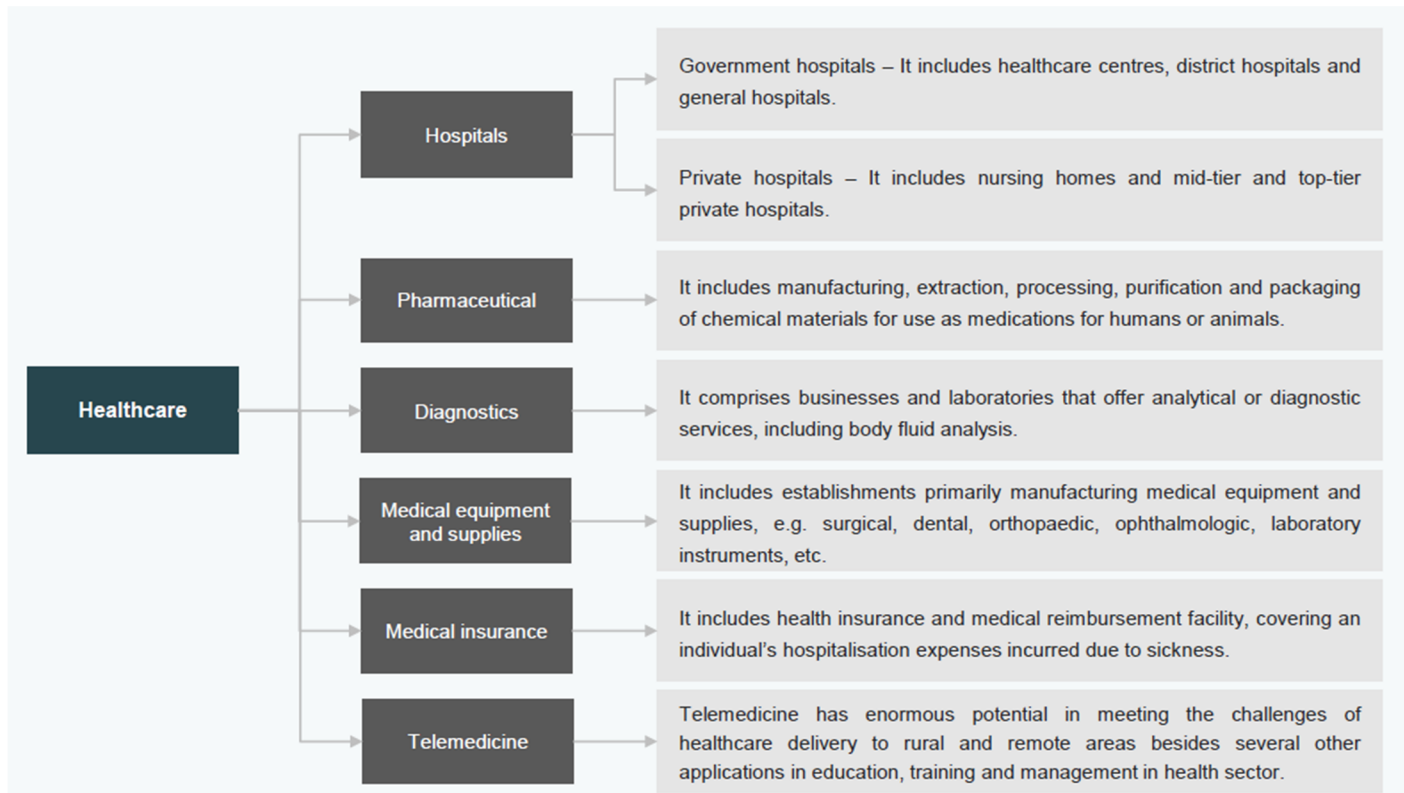 Healthcare
Hospitals
Government hospitals – It includes healthcare centres, district hospitals and
general hospitals.
Private hospitals – It includes nursing homes and mid-tier and top-tier
private hospitals.
Pharmaceutical
It includes manufacturing, extraction, processing, purification and packaging
of chemical materials for use as medications for humans or animals.
Diagnostics
It comprises businesses and laboratories that offer analytical or diagnostic
services, including body fluid analysis.
Medical equipment
and supplies
It includes establishments primarily manufacturing medical equipment and
supplies, e.g. surgical, dental, orthopaedic, ophthalmologic, laboratory
instruments, etc.
Medical insurance
It includes health insurance and medical reimbursement facility, covering an
individual’s hospitalisation expenses incurred due to sickness.
Telemedicine
Telemedicine has enormous potential in meeting the challenges of
healthcare delivery to rural and remote areas besides several other
applications in education, training and management in health sector.